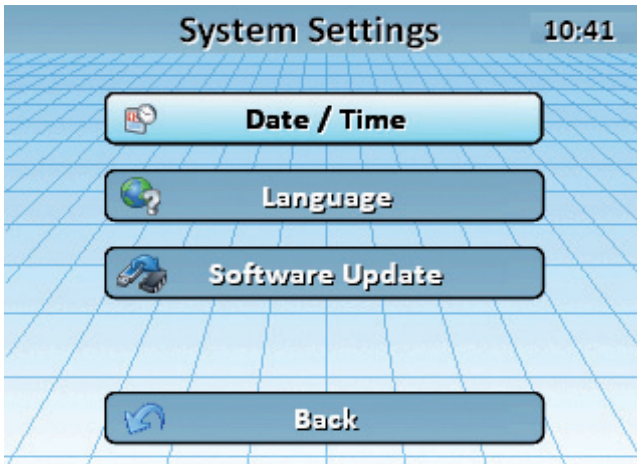 System Settings 10:41
Date / Time
Language
Software Update
Back